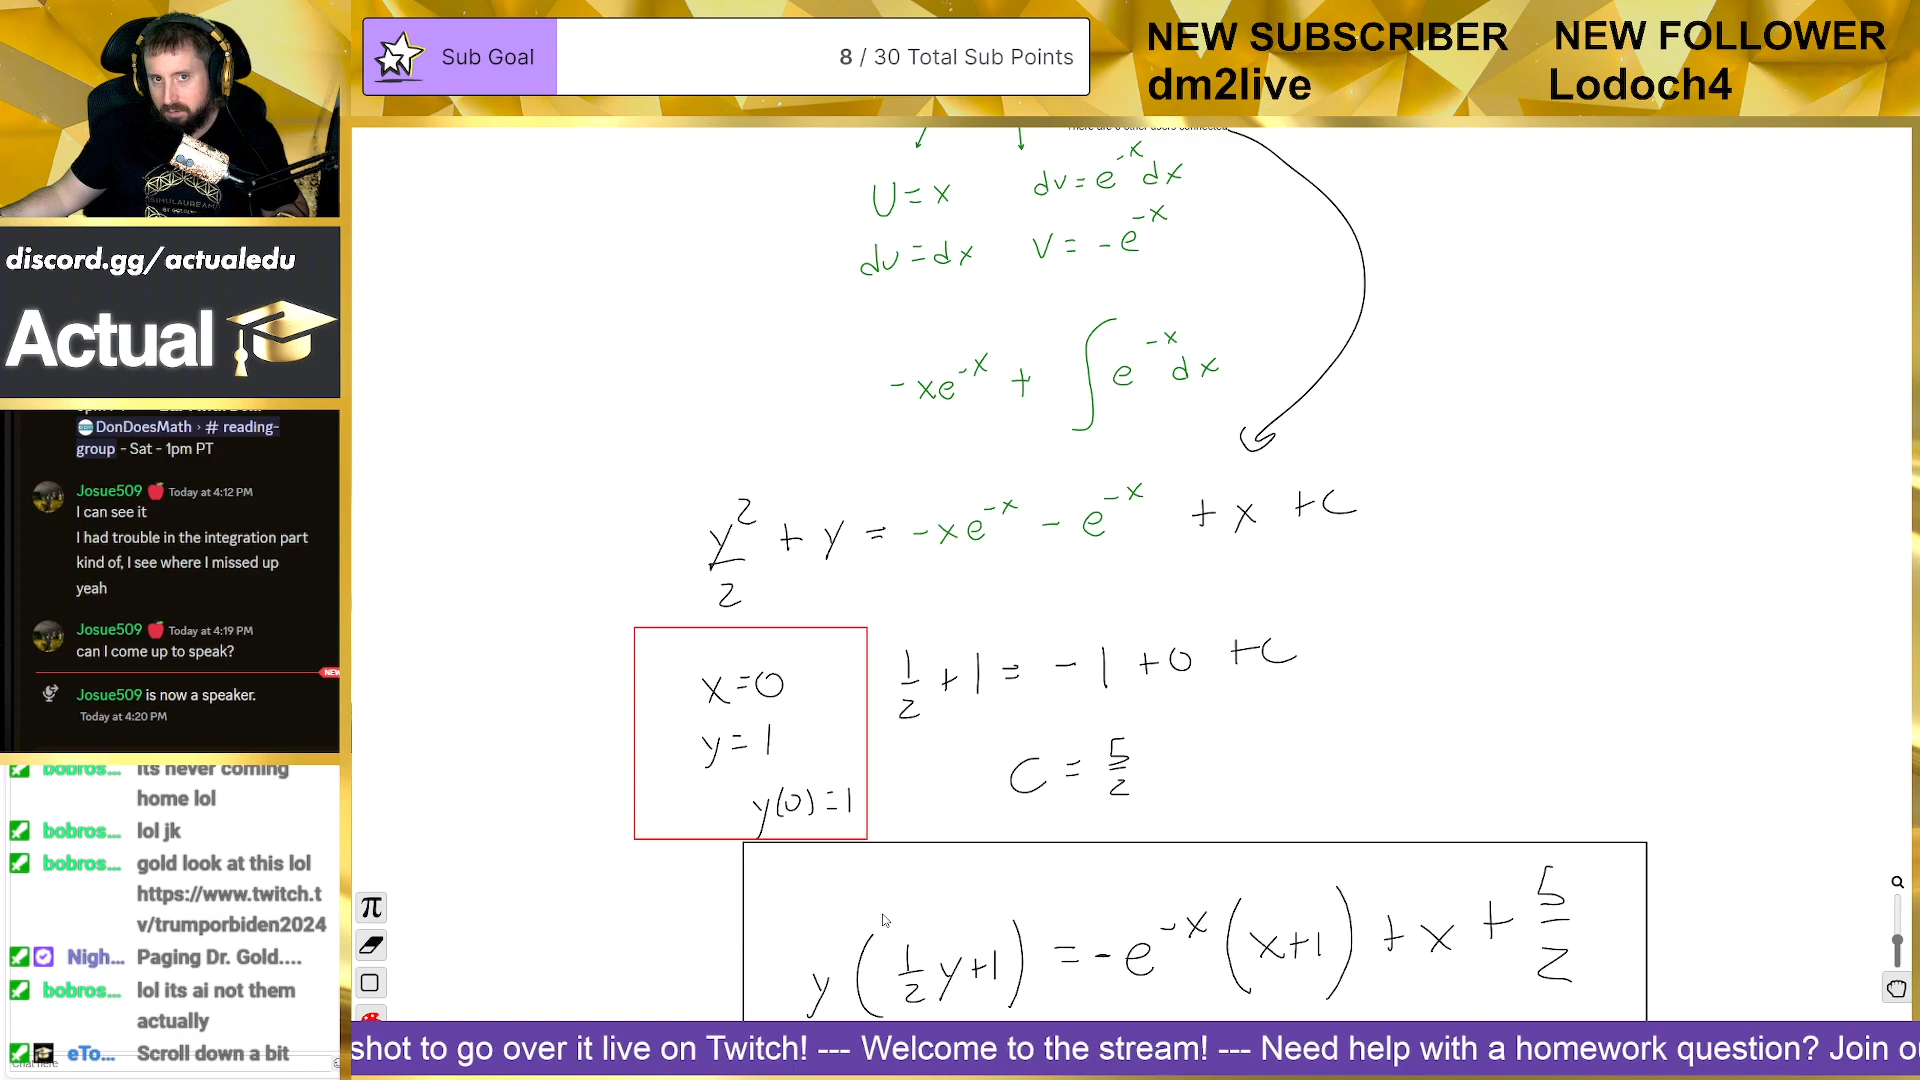 Sub Goal
8 / 30 Total Sub Points
NEW SUBSCRIBER
dm2live
NEW FOLLOWER
Lodoch4
discord.gg/actualedu
Actual
DonDoesMath › # reading-
group - Sat - 1pm PT
Josue509 🍎 Today at 4:12 PM
I can see it
I had trouble in the integration part
kind of, I see where I missed up
yeah
Josue509 🍎 Today at 4:19 PM
can I come up to speak?
NEW
Josue509 is now a speaker.
Today at 4:20 PM
bobros... its never coming
home lol
bobros... lol jk
bobros... gold look at this lol
https://www.twitch.t
v/trumporbiden2024
Nigh... Paging Dr. Gold....
bobros... lol its ai not them
actually
eTo... Scroll down a bit
Chat here
U = x dv = e^-x dx
du = dx v = -e^-x
-xe^-x + ∫ e^-x dx
y^2/2 + y = -xe^-x - e^-x + x + C
x=0
y=1
y(0)=1
1/2 + 1 = -1 + 0 + C
C = 5/2
y(1/2 y+1) = -e^-x (x+1) + x + 5/2
π
shot to go over it live on Twitch! --- Welcome to the stream! --- Need help with a homework question? Join o